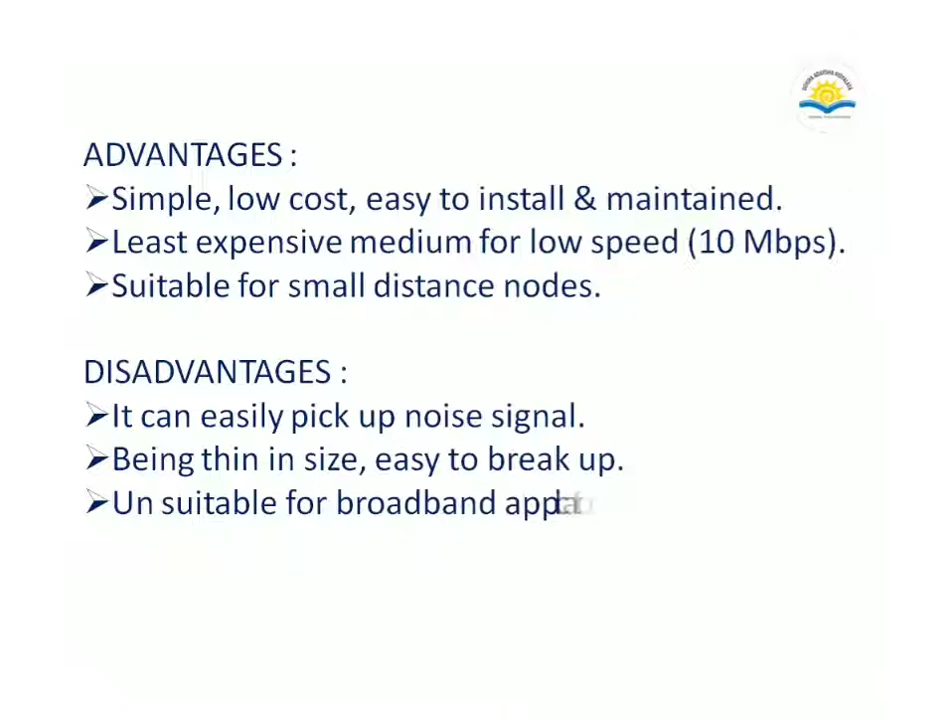 ADVANTAGES :
➢Simple, low cost, easy to install & maintained.
➢Least expensive medium for low speed (10 Mbps).
➢Suitable for small distance nodes.
DISADVANTAGES :
➢It can easily pick up noise signal.
➢Being thin in size, easy to break up.
➢Un suitable for broadband